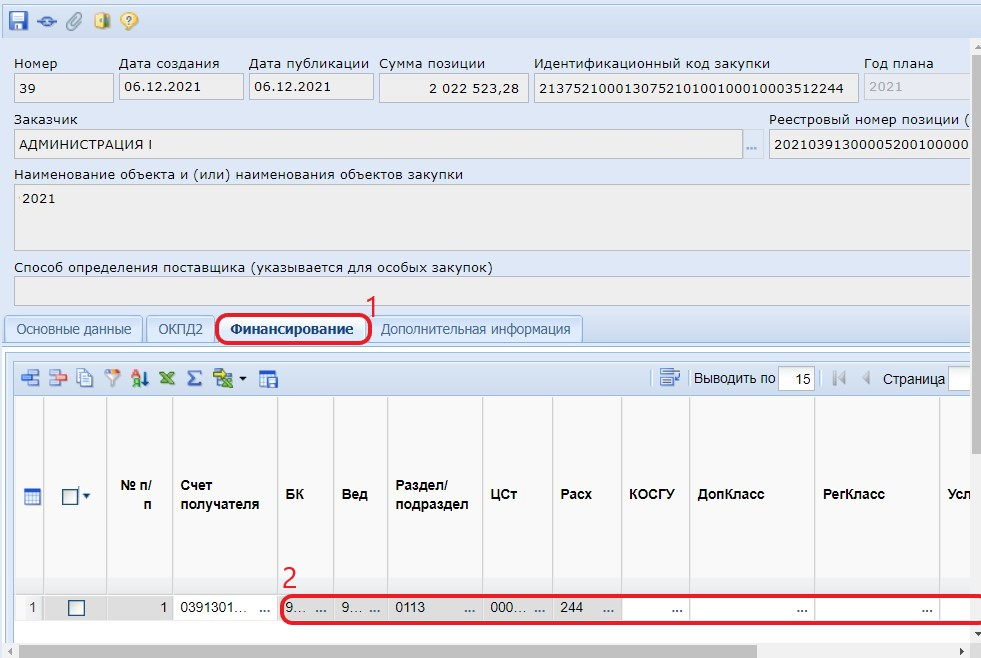 Номер Дата создания Дата публикации Сумма позиции Идентификационный код закупки Год плана
39 06.12.2021 06.12.2021 2 022 523,28 213752100013075210100100010003512244 2021
Заказчик Реестровый номер позиции (
АДМИНИСТРАЦИЯ I ... 20210391300005200100000
Наименование объекта и (или) наименования объектов закупки
2021
Способ определения поставщика (указывается для особых закупок)
1
Основные данные ОКПД2 Финансирование Дополнительная информация
Выводить по 15 Страница
№ п/п Счет получателя БК Вед Раздел/подраздел ЦСт Расх КОСГУ ДопКласс РегКласс Усл
2
1 1 0391301... ... 9... ... 9... ... 0113 ... 000... ... 244 ... ... ... ...